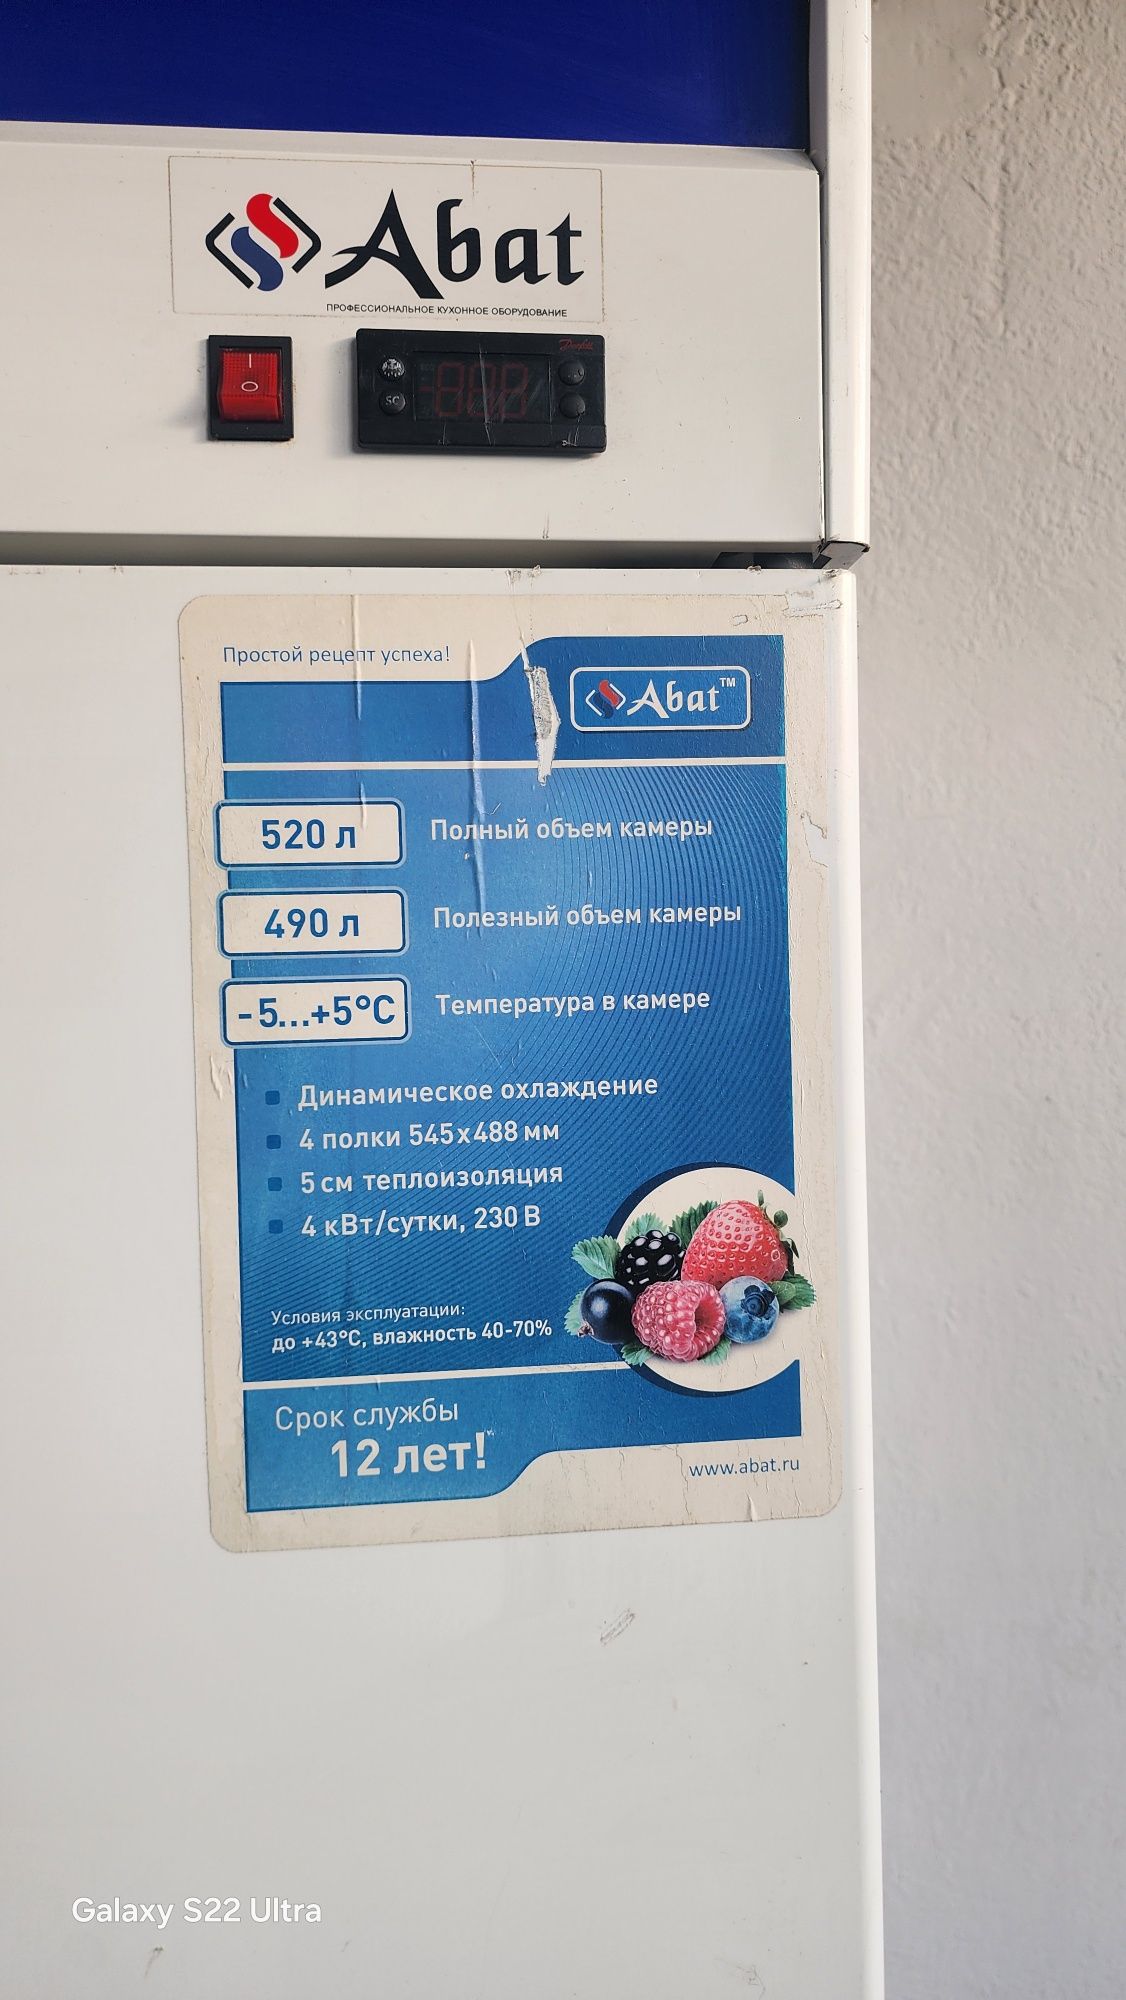 Abat
ПРОФЕССИОНАЛЬНОЕ КУХОННОЕ ОБОРУДОВАНИЕ
Danfoss
SC
Простой рецепт успеха!
Abat™
520 л Полный объем камеры
490 л Полезный объем камеры
-5...+5°C Температура в камере
Динамическое охлаждение
4 полки 545x488 мм
5 см теплоизоляция
4 кВт/сутки, 230 В
Условия эксплуатации:
до +43°C, влажность 40-70%
Срок службы
12 лет!
www.abat.ru
Galaxy S22 Ultra